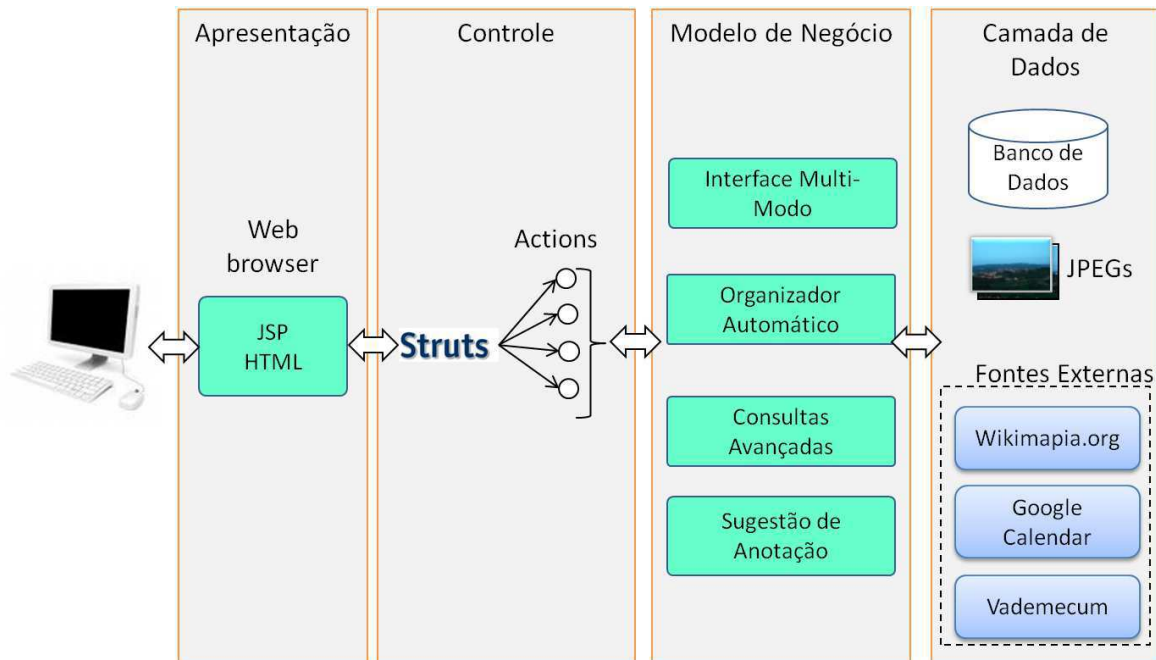 Apresentação
Web
browser
JSP
HTML
Controle
Actions
Struts
Modelo de Negócio
Interface Multi-
Modo
Organizador
Automático
Consultas
Avançadas
Sugestão de
Anotação
Camada de
Dados
Banco de
Dados
JPEGs
Fontes Externas
Wikimapia.org
Google
Calendar
Vademecum